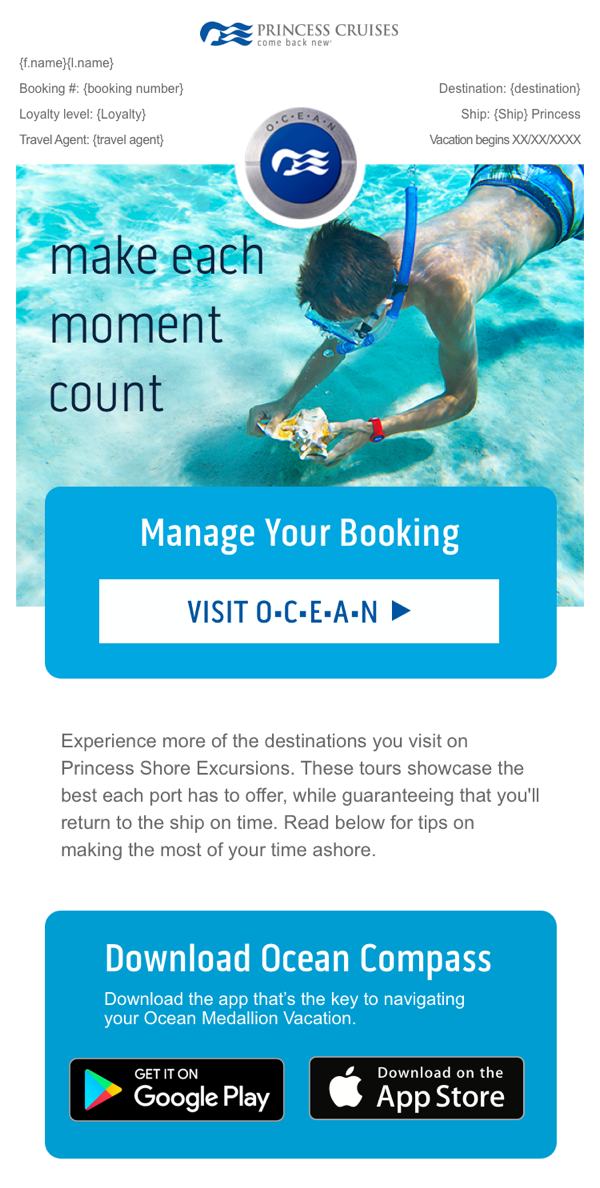 PRINCESS CRUISES
come back new®
{f.name}{l.name}
Booking #: {booking number}
Destination: {destination}
Loyalty level: {Loyalty}
Ship: {Ship} Princess
Travel Agent: {travel agent}
Vacation begins XX/XX/XXXX
O•C•E•A•N
make each
moment
count
Manage Your Booking
VISIT O•C•E•A•N
Experience more of the destinations you visit on
Princess Shore Excursions. These tours showcase the
best each port has to offer, while guaranteeing that you'll
return to the ship on time. Read below for tips on
making the most of your time ashore.
Download Ocean Compass
Download the app that's the key to navigating
your Ocean Medallion Vacation.
GET IT ON
Google Play
Download on the
App Store